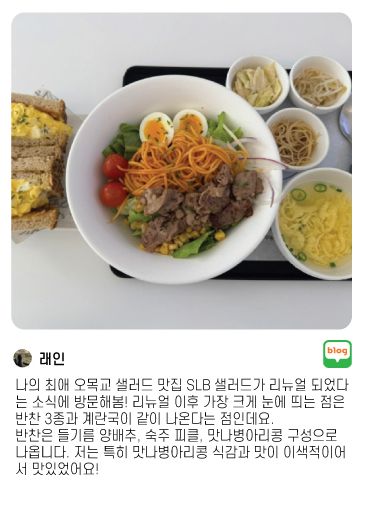 래인
blog
나의 최애 오목교 샐러드 맛집 SLB 샐러드가 리뉴얼 되었다
는 소식에 방문해봄! 리뉴얼 이후 가장 크게 눈에 띄는 점은
반찬 3종과 계란국이 같이 나온다는 점인데요.
반찬은 들기름 양배추, 숙주 피클, 맛나병아리콩 구성으로
나옵니다. 저는 특히 맛나병아리콩 식감과 맛이 이색적이어
서 맛있었어요!